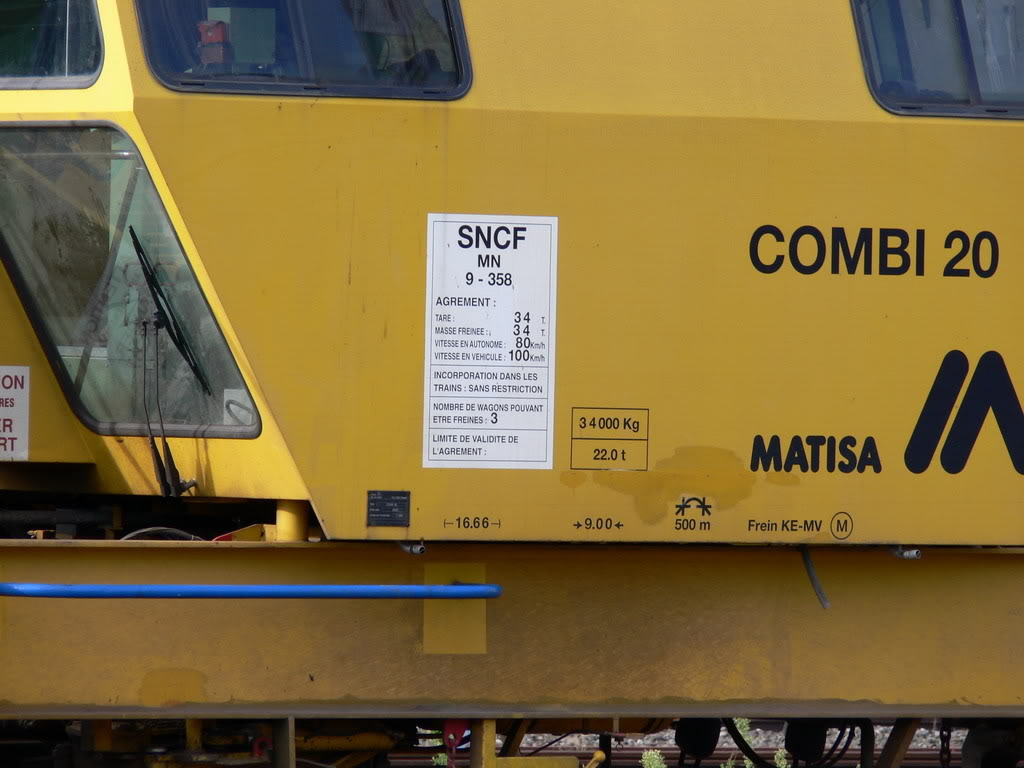 SNCF
MN
9 - 358
AGREMENT :
TARE : 34 T.
MASSE FREINEE : 34 T.
VITESSE EN AUTONOME : 80 Km/h
VITESSE EN VEHICULE : 100 Km/h
INCORPORATION DANS LES
TRAINS : SANS RESTRICTION
NOMBRE DE WAGONS POUVANT
ETRE FREINES : 3
LIMITE DE VALIDITE DE
L'AGREMENT :
COMBI 20
ON
RES
ER
RT
34000 Kg
22.0 t
MATISA
16.66
9.00
500 m
Frein KE-MV M